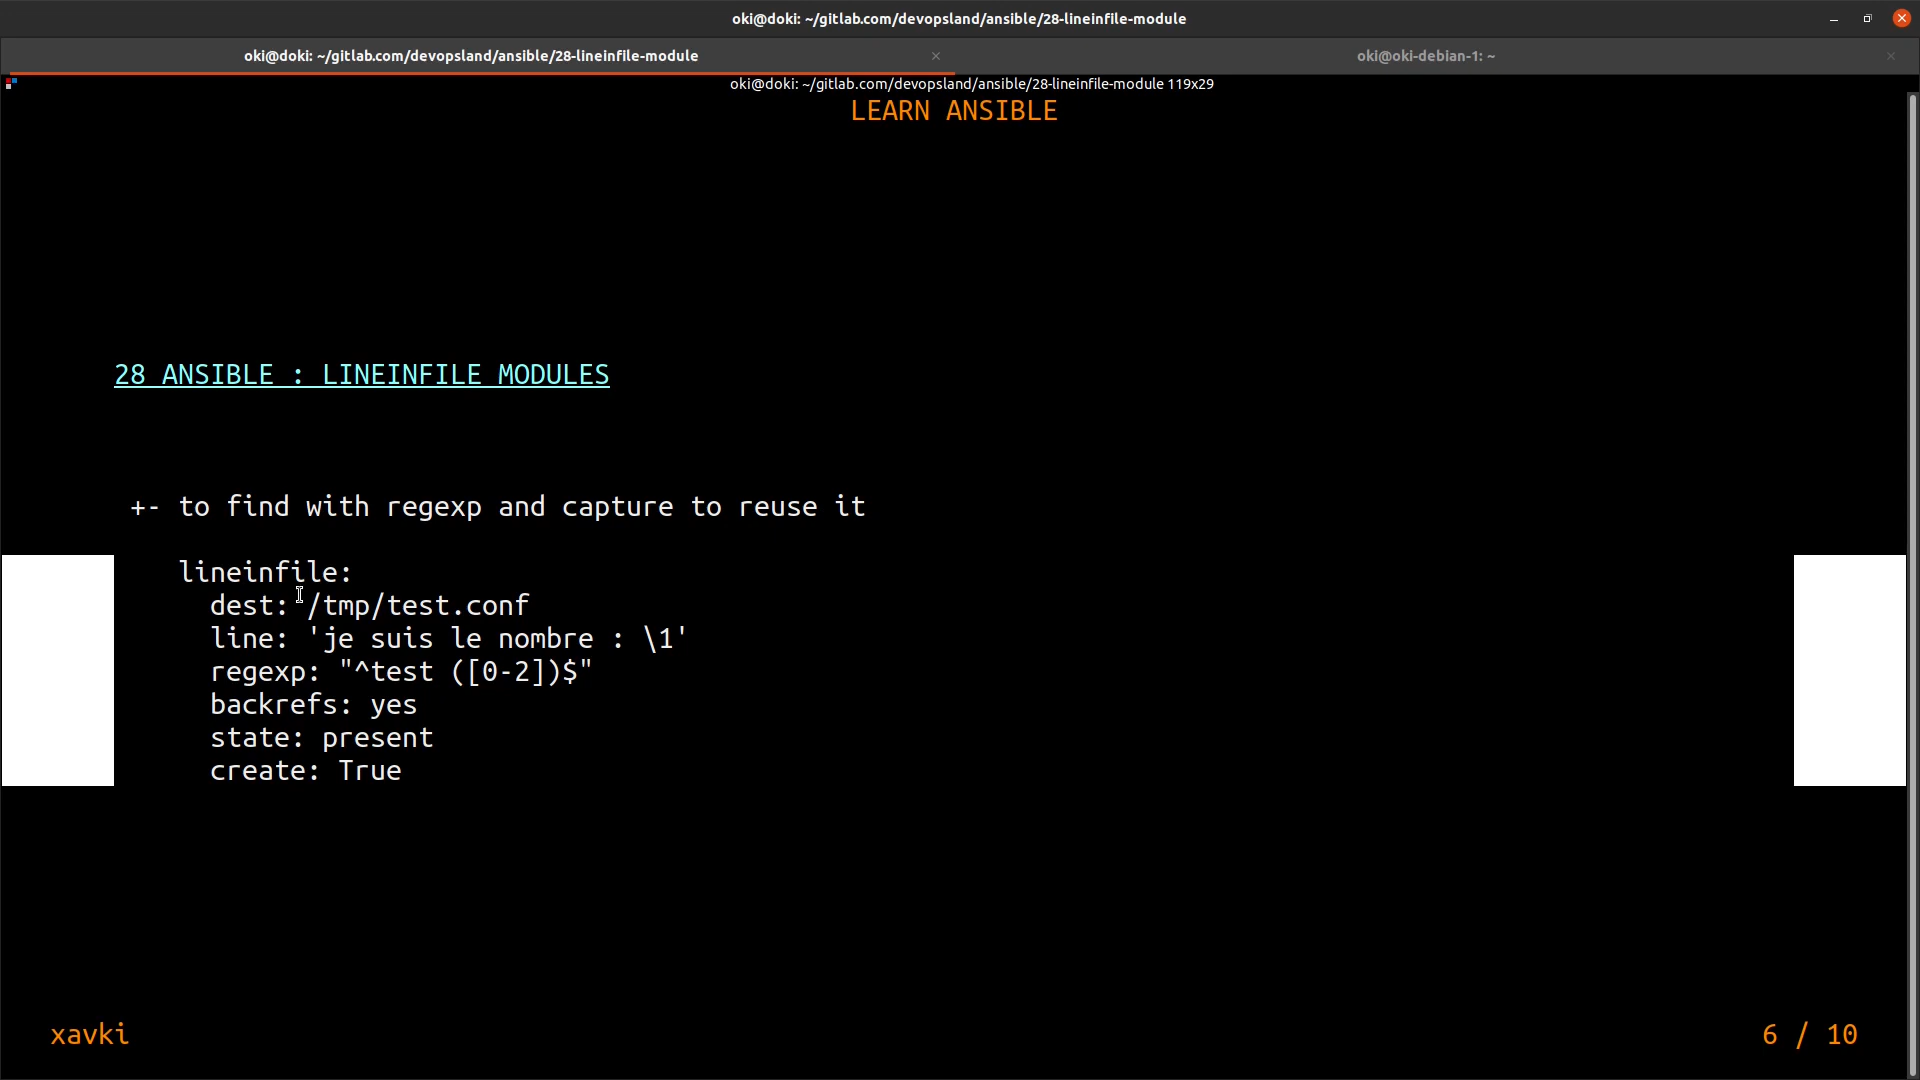 oki@doki: ~/gitlab.com/devopsland/ansible/28-lineinfile-module
oki@doki: ~/gitlab.com/devopsland/ansible/28-lineinfile-module
oki@oki-debian-1: ~
oki@doki: ~/gitlab.com/devopsland/ansible/28-lineinfile-module 119x29
LEARN ANSIBLE
28 ANSIBLE : LINEINFILE MODULES
+- to find with regexp and capture to reuse it
lineinfile:
dest: /tmp/test.conf
line: 'je suis le nombre : \1'
regexp: "^test ([0-2])$"
backrefs: yes
state: present
create: True
xavki
6 / 10